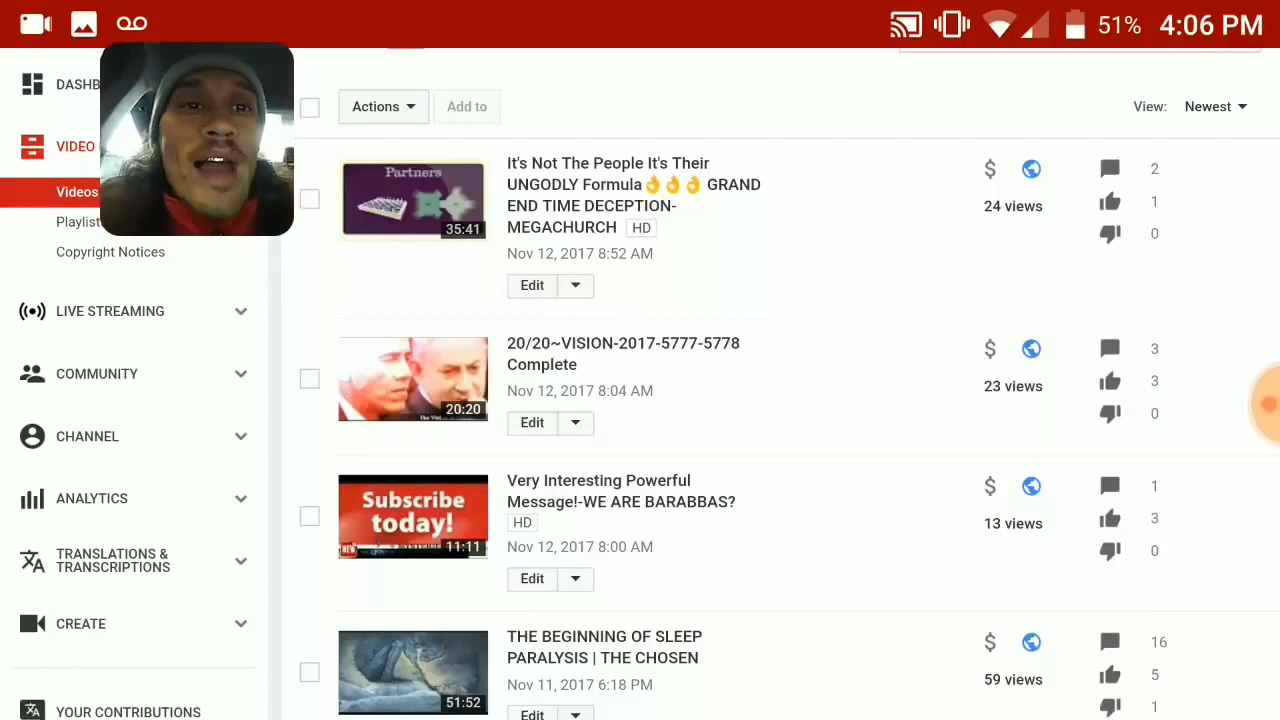 51% 4:06 PM
DASHB
Actions
Add to
View: Newest
VIDEO
Videos
Playlist
Copyright Notices
LIVE STREAMING
COMMUNITY
CHANNEL
ANALYTICS
TRANSLATIONS &
TRANSCRIPTIONS
CREATE
YOUR CONTRIBUTIONS
Partners
35:41
It's Not The People It's Their
UNGODLY Formula👌👌👌 GRAND
END TIME DECEPTION-
MEGACHURCH HD
Nov 12, 2017 8:52 AM
Edit
$
24 views
2
1
0
20:20
20/20~VISION-2017-5777-5778
Complete
Nov 12, 2017 8:04 AM
Edit
$
23 views
3
3
0
Subscribe
today!
11:11
Very Interesting Powerful
Message!-WE ARE BARABBAS?
HD
Nov 12, 2017 8:00 AM
Edit
$
13 views
1
3
0
51:52
THE BEGINNING OF SLEEP
PARALYSIS | THE CHOSEN
Nov 11, 2017 6:18 PM
Edit
$
59 views
16
5
1